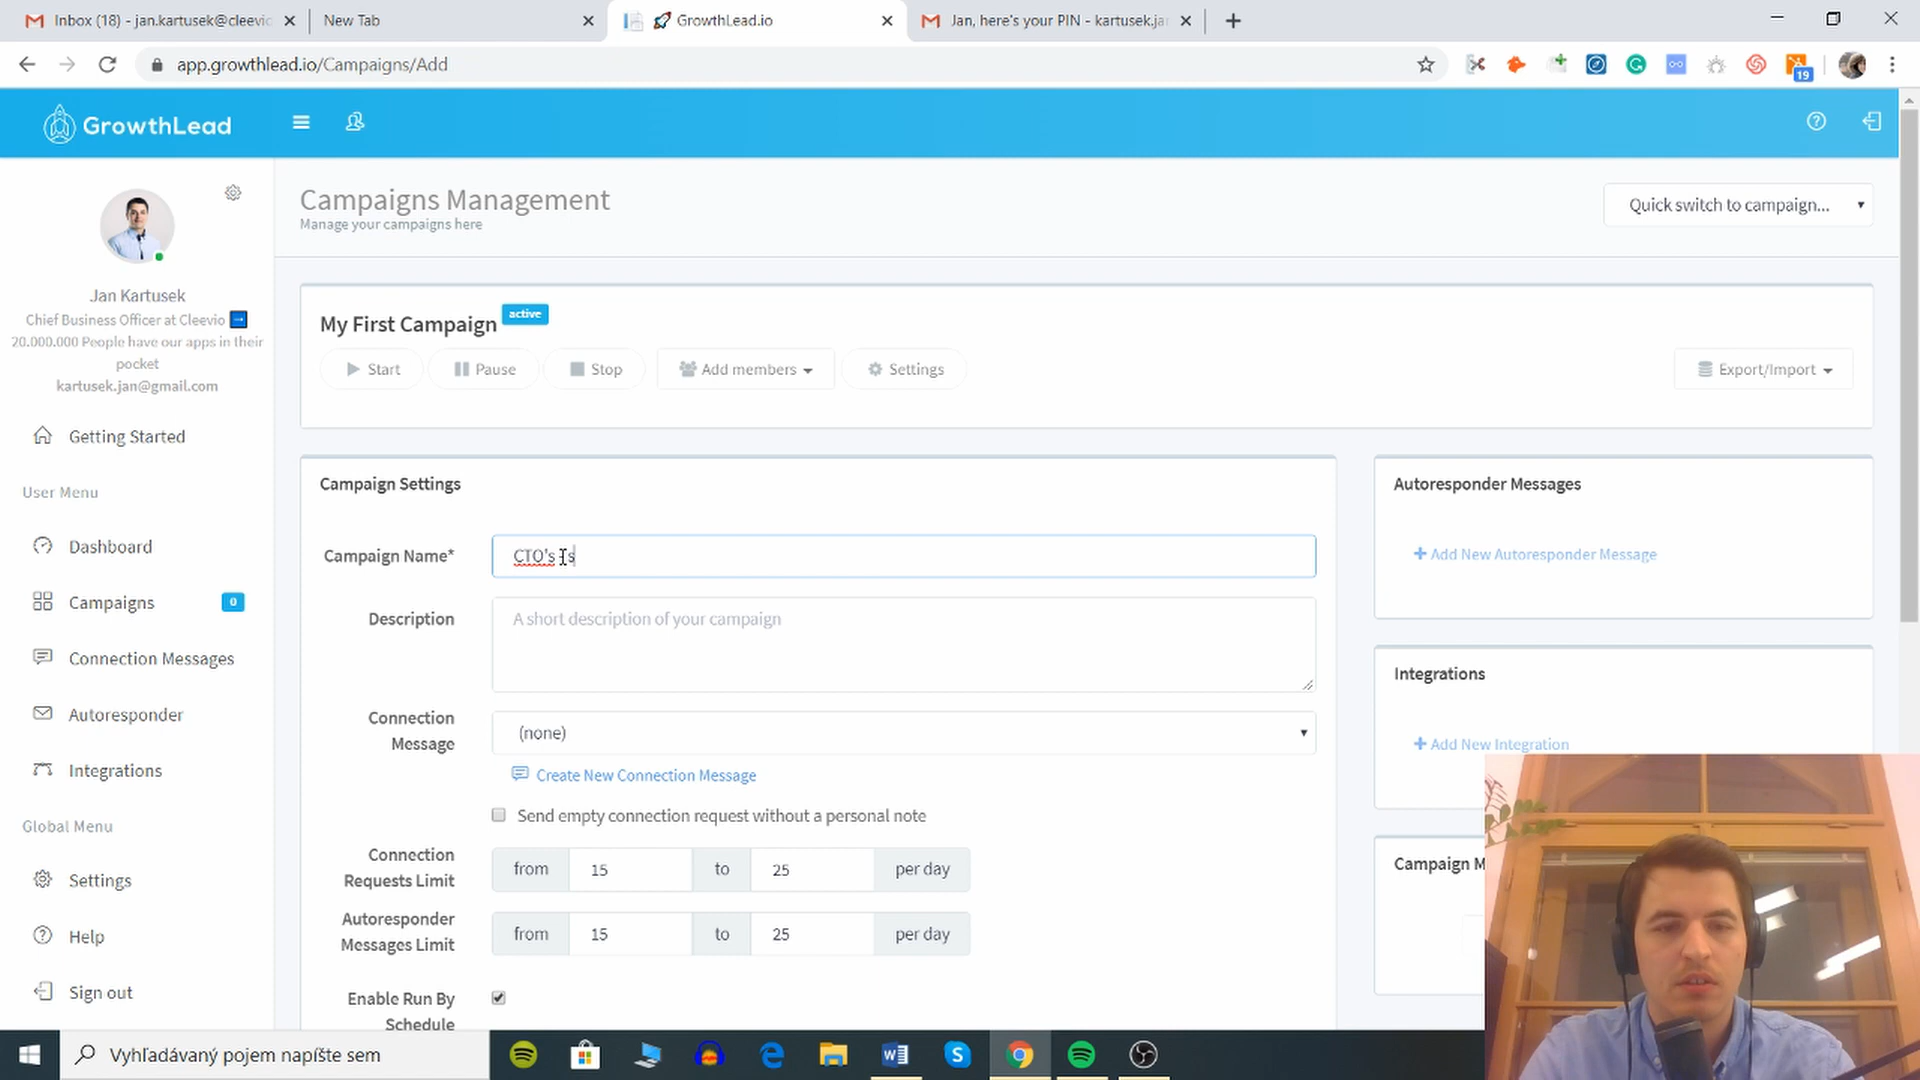 Inbox (18) - jan.kartusek@cleevio
New Tab
GrowthLead.io
Jan, here's your PIN - kartusek.ja
app.growthlead.io/Campaigns/Add
19
GrowthLead
Campaigns Management
Manage your campaigns here
Quick switch to campaign...
Jan Kartusek
Chief Business Officer at Cleevio
20.000.000 People have our apps in their
pocket
kartusek.jan@gmail.com
My First Campaign
active
Start
Pause
Stop
Add members
Settings
Export/Import
Getting Started
User Menu
Dashboard
Campaigns
0
Connection Messages
Autoresponder
Integrations
Global Menu
Settings
Help
Sign out
Campaign Settings
Campaign Name*
CTO's
Description
A short description of your campaign
Connection
Message
(none)
Create New Connection Message
Send empty connection request without a personal note
Connection
Requests Limit
from 15 to 25 per day
Autoresponder
Messages Limit
from 15 to 25 per day
Enable Run By
Schedule
Autoresponder Messages
+ Add New Autoresponder Message
Integrations
+ Add New Integration
Campaign M
Vyhľadávaný pojem napíšte sem